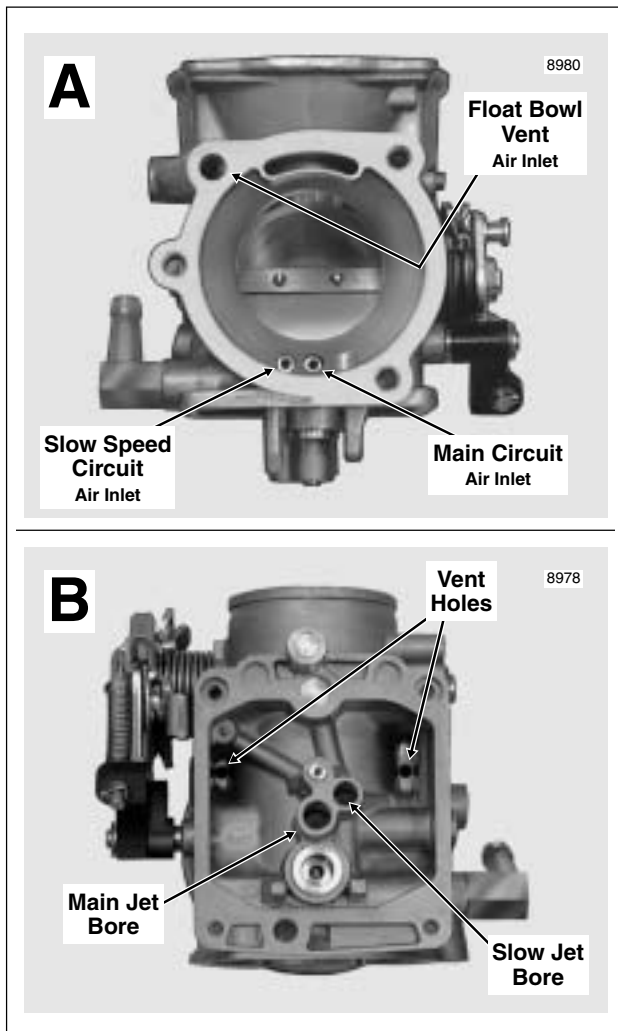 A
8980
Float Bowl
Vent
Air Inlet
Slow Speed
Circuit
Air Inlet
Main Circuit
Air Inlet
B
8978
Vent
Holes
Main Jet
Bore
Slow Jet
Bore